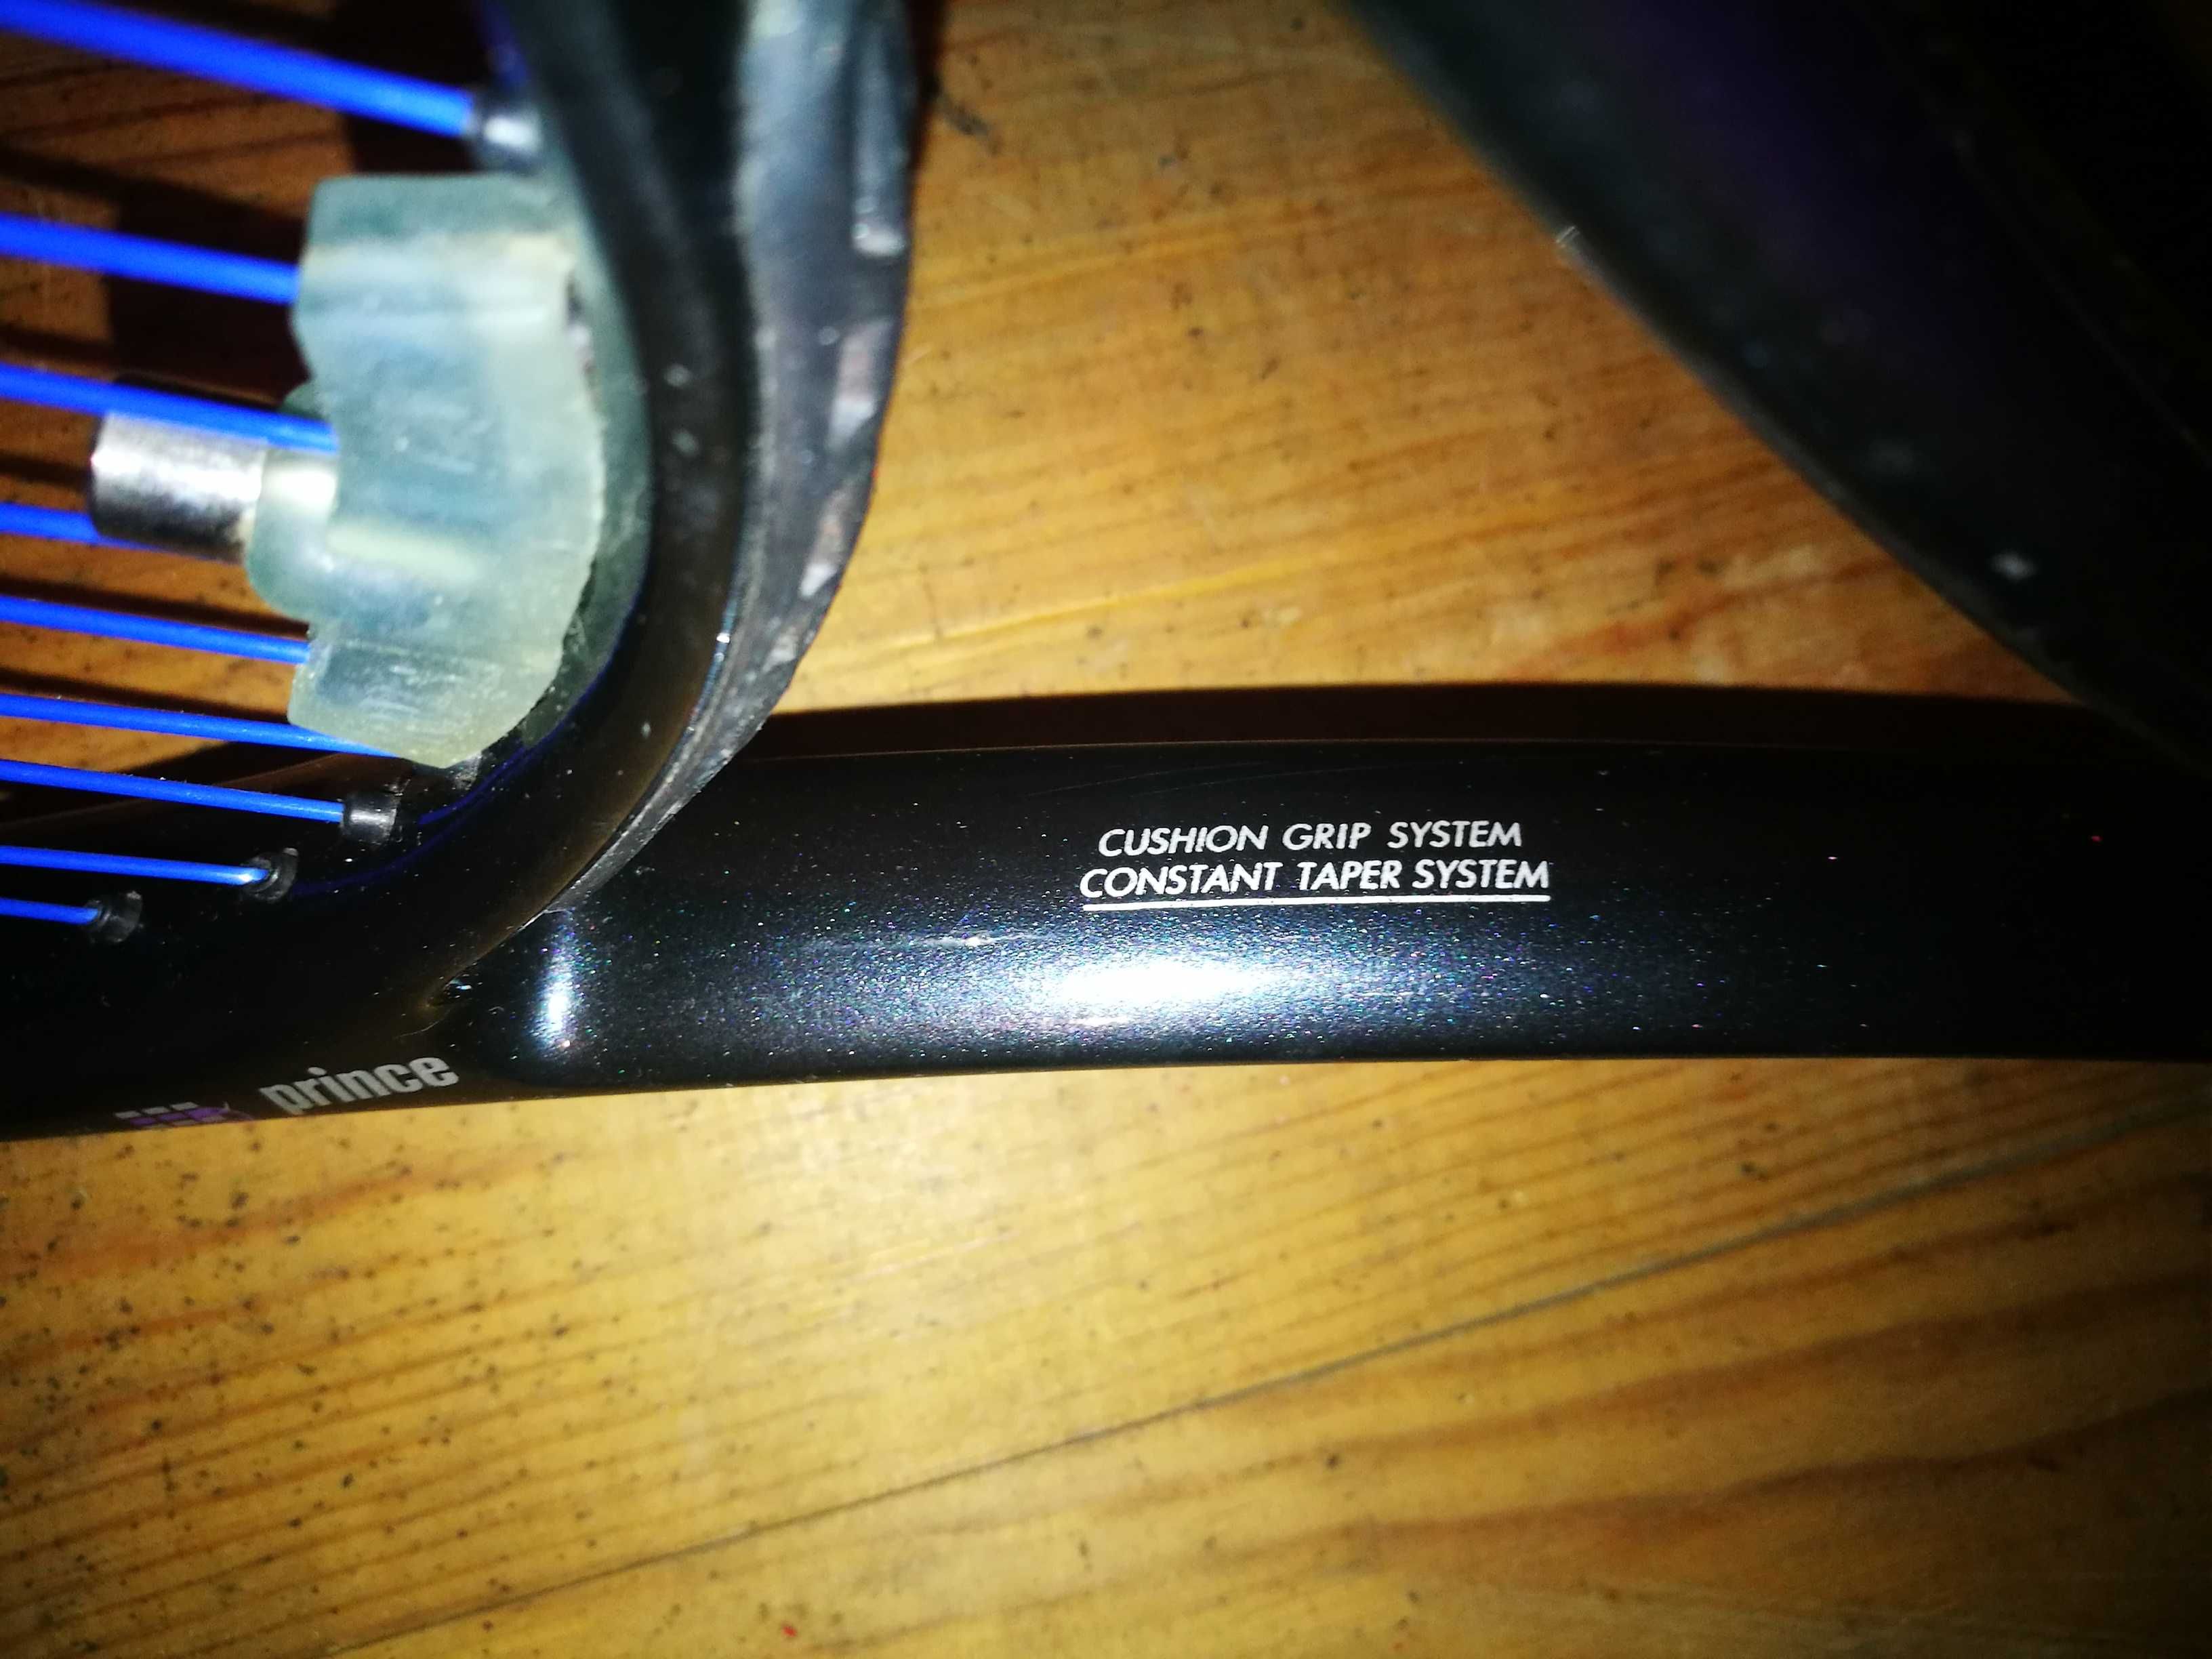 CUSHION GRIP SYSTEM
CONSTANT TAPER SYSTEM
prince